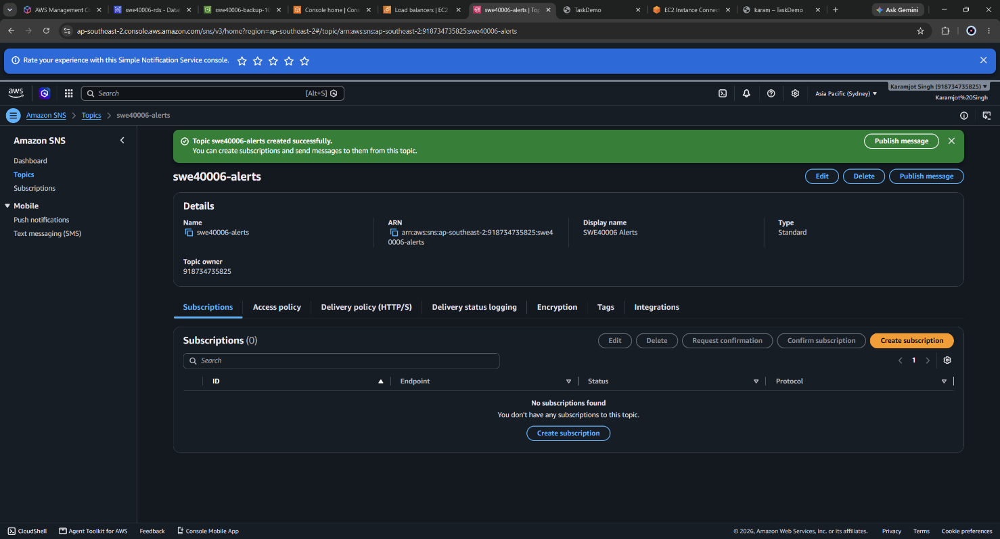 AWS Management Co
swe40006-rds - Datal
swe40006-backup-10
Console home | Cons
Load balancers | EC2
swe40006-alerts | Top
TaskDemo
EC2 Instance Connec
karam – TaskDemo
Ask Gemini
ap-southeast-2.console.aws.amazon.com/sns/v3/home?region=ap-southeast-2#/topic/arn:aws:sns:ap-southeast-2:918734735825:swe40006-alerts
Rate your experience with this Simple Notification Service console.
aws
Search
[Alt+S]
Asia Pacific (Sydney)
Karamjot Singh (918734735825)
Karamjot%20Singh
Amazon SNS
Topics
swe40006-alerts
Amazon SNS
Dashboard
Topics
Subscriptions
Mobile
Push notifications
Text messaging (SMS)
Topic swe40006-alerts created successfully.
You can create subscriptions and send messages to them from this topic.
Publish message
swe40006-alerts
Edit
Delete
Publish message
Details
Name
swe40006-alerts
ARN
arn:aws:sns:ap-southeast-2:918734735825:swe4
0006-alerts
Display name
SWE40006 Alerts
Type
Standard
Topic owner
918734735825
Subscriptions
Access policy
Delivery policy (HTTP/S)
Delivery status logging
Encryption
Tags
Integrations
Subscriptions (0)
Edit
Delete
Request confirmation
Confirm subscription
Create subscription
Search
1
ID
Endpoint
Status
Protocol
No subscriptions found
You don't have any subscriptions to this topic.
Create subscription
CloudShell
Agent Toolkit for AWS
Feedback
Console Mobile App
© 2026, Amazon Web Services, Inc. or its affiliates.
Privacy
Terms
Cookie preferences